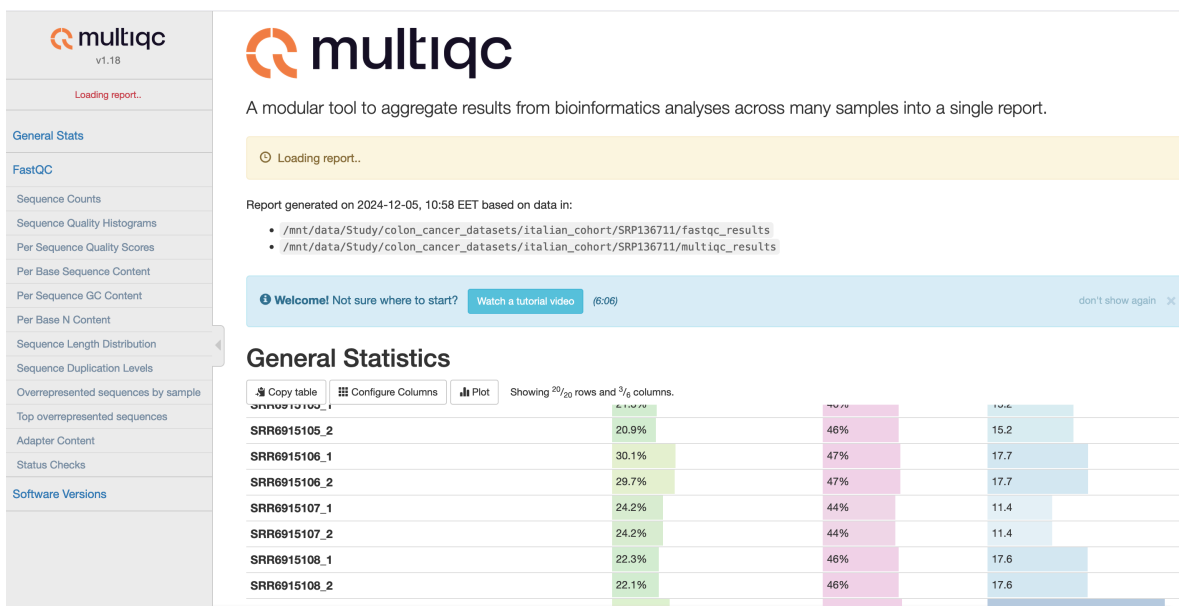 multiqc
v1.18
Loading report..
General Stats
FastQC
Sequence Counts
Sequence Quality Histograms
Per Sequence Quality Scores
Per Base Sequence Content
Per Sequence GC Content
Per Base N Content
Sequence Length Distribution
Sequence Duplication Levels
Overrepresented sequences by sample
Top overrepresented sequences
Adapter Content
Status Checks
Software Versions
multiqc
A modular tool to aggregate results from bioinformatics analyses across many samples into a single report.
Loading report..
Report generated on 2024-12-05, 10:58 EET based on data in:
• /mnt/data/Study/colon_cancer_datasets/italian_cohort/SRP136711/fastqc_results
• /mnt/data/Study/colon_cancer_datasets/italian_cohort/SRP136711/multiqc_results
Welcome! Not sure where to start? Watch a tutorial video (6:06) don't show again ×
General Statistics
Copy table Configure Columns Plot Showing 20/20 rows and 3/6 columns.
SRR6915105_2 20.9% 46% 15.2
SRR6915106_1 30.1% 47% 17.7
SRR6915106_2 29.7% 47% 17.7
SRR6915107_1 24.2% 44% 11.4
SRR6915107_2 24.2% 44% 11.4
SRR6915108_1 22.3% 46% 17.6
SRR6915108_2 22.1% 46% 17.6